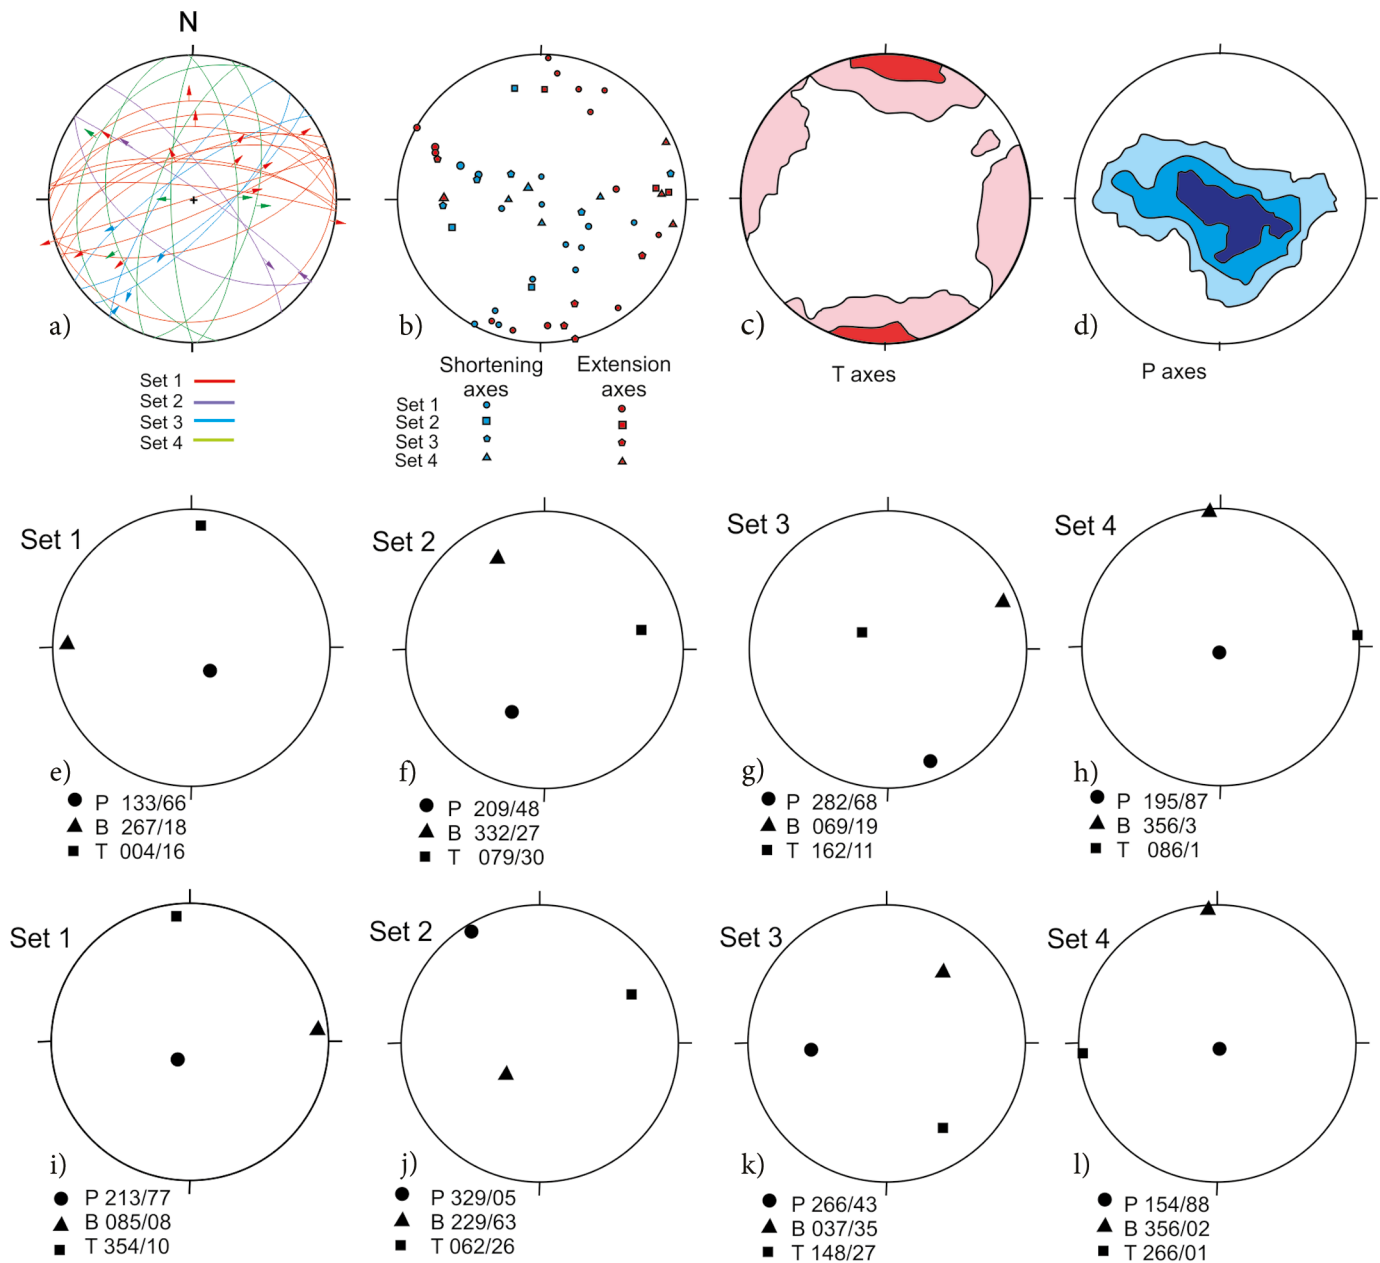 N
a)
b)
c)
d)
Set 1
Set 2
Set 3
Set 4
Shortening axes
Extension axes
Set 1
Set 2
Set 3
Set 4
T axes
P axes
Set 1
e)
P 133/66
B 267/18
T 004/16
Set 2
f)
P 209/48
B 332/27
T 079/30
Set 3
g)
P 282/68
B 069/19
T 162/11
Set 4
h)
P 195/87
B 356/3
T 086/1
Set 1
i)
P 213/77
B 085/08
T 354/10
Set 2
j)
P 329/05
B 229/63
T 062/26
Set 3
k)
P 266/43
B 037/35
T 148/27
Set 4
l)
P 154/88
B 356/02
T 266/01